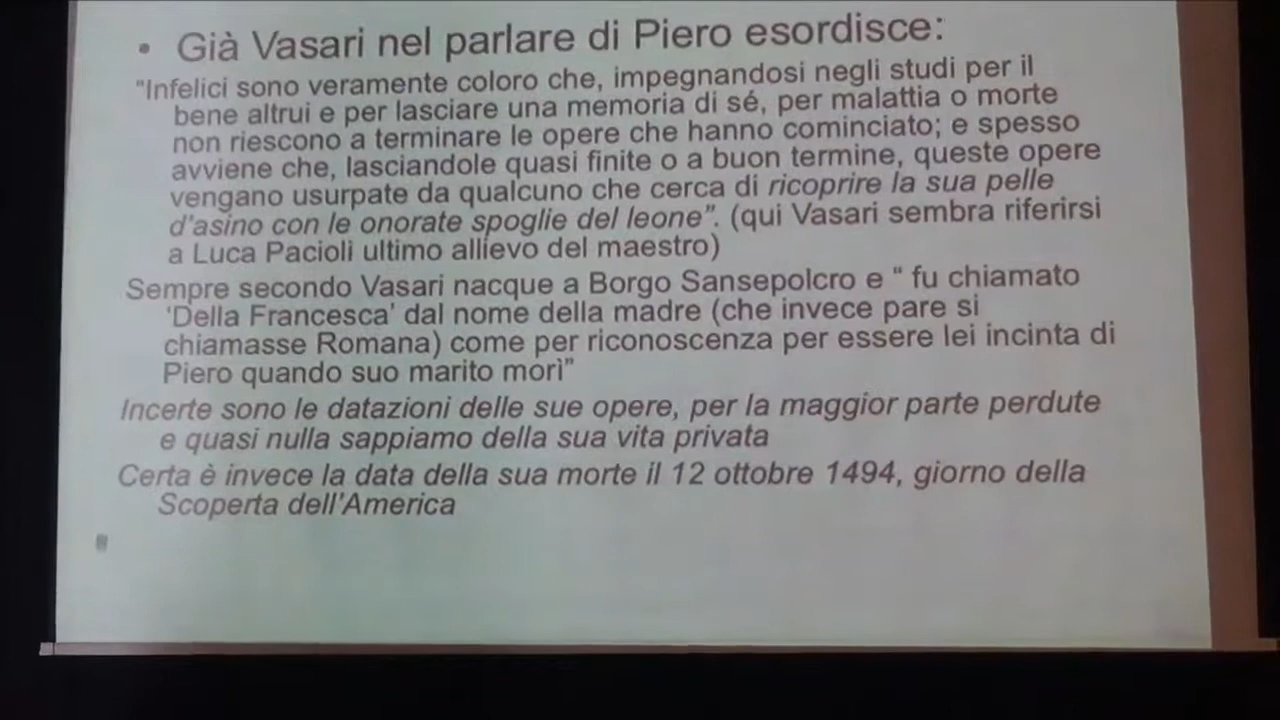 • Già Vasari nel parlare di Piero esordisce:
"Infelici sono veramente coloro che, impegnandosi negli studi per il
bene altrui e per lasciare una memoria di sé, per malattia o morte
non riescono a terminare le opere che hanno cominciato; e spesso
avviene che, lasciandole quasi finite o a buon termine, queste opere
vengano usurpate da qualcuno che cerca di ricoprire la sua pelle
d'asino con le onorate spoglie del leone". (qui Vasari sembra riferirsi
a Luca Pacioli ultimo allievo del maestro)
Sempre secondo Vasari nacque a Borgo Sansepolcro e " fu chiamato
'Della Francesca' dal nome della madre (che invece pare si
chiamasse Romana) come per riconoscenza per essere lei incinta di
Piero quando suo marito morì"
Incerte sono le datazioni delle sue opere, per la maggior parte perdute
e quasi nulla sappiamo della sua vita privata
Certa è invece la data della sua morte il 12 ottobre 1494, giorno della
Scoperta dell'America